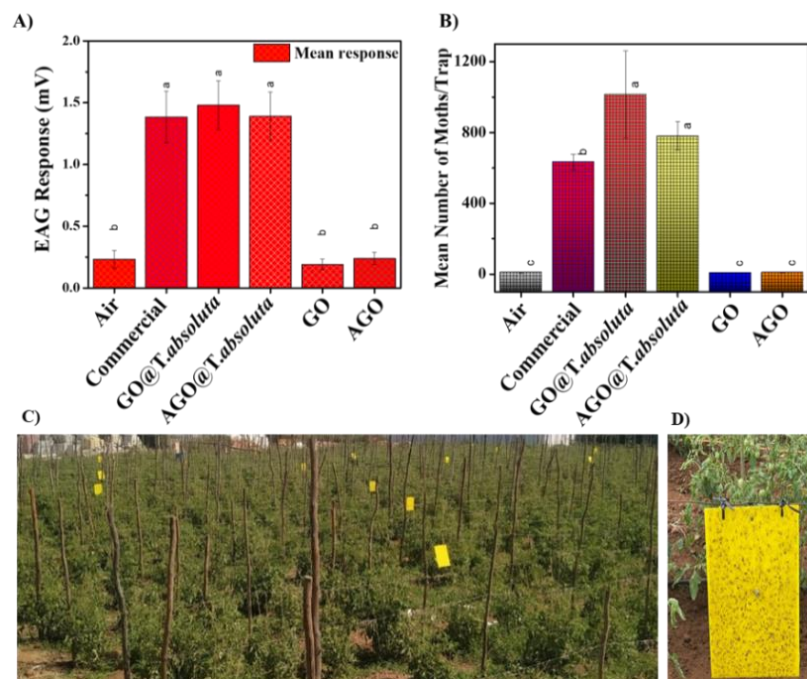 A)
2.0
1.5
1.0
0.5
0.0
EAG Response (mV)
Mean response
b
a
a
a
b
b
Air
Commercial
GO@T.absoluta
AGO@T.absoluta
GO
AGO
B)
1200
800
400
0
Mean Number of Moths/Trap
c
b
a
a
c
c
Air
Commercial
GO@T.absoluta
AGO@T.absoluta
GO
AGO
C)
D)